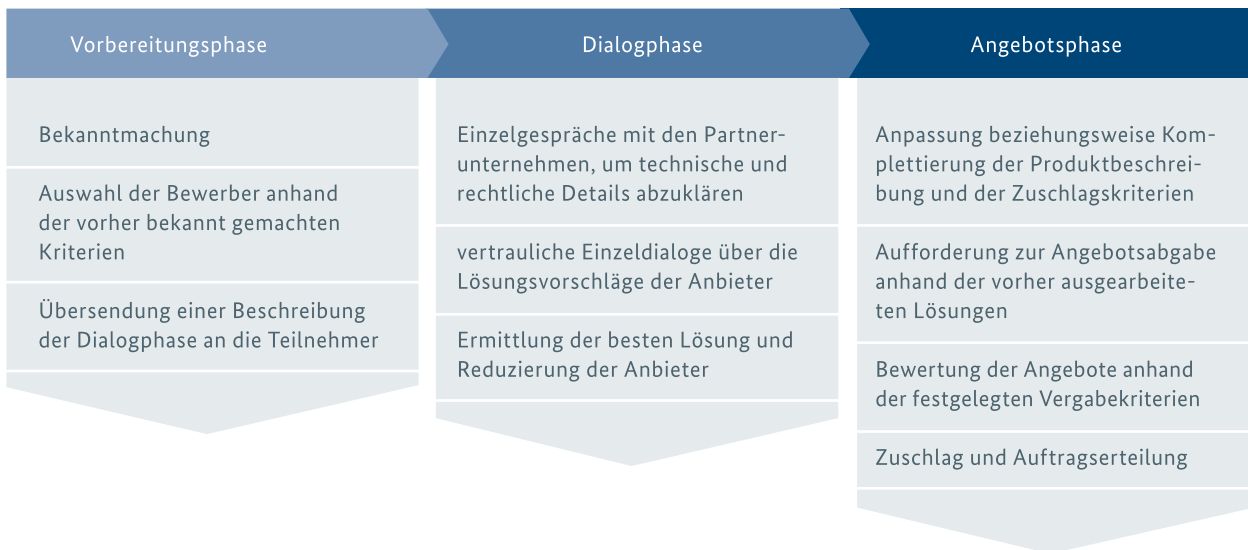 Vorbereitungsphase
Bekanntmachung
Auswahl der Bewerber anhand
der vorher bekannt gemachten
Kriterien
Übersendung einer Beschreibung
der Dialogphase an die Teilnehmer
Dialogphase
Einzelgespräche mit den Partner-
unternehmen, um technische und
rechtliche Details abzuklären
vertrauliche Einzeldialoge über die
Lösungsvorschläge der Anbieter
Ermittlung der besten Lösung und
Reduzierung der Anbieter
Angebotsphase
Anpassung beziehungsweise Kom-
plettierung der Produktbeschrei-
bung und der Zuschlagskriterien
Aufforderung zur Angebotsabgabe
anhand der vorher ausgearbeite-
ten Lösungen
Bewertung der Angebote anhand
der festgelegten Vergabekriterien
Zuschlag und Auftragserteilung